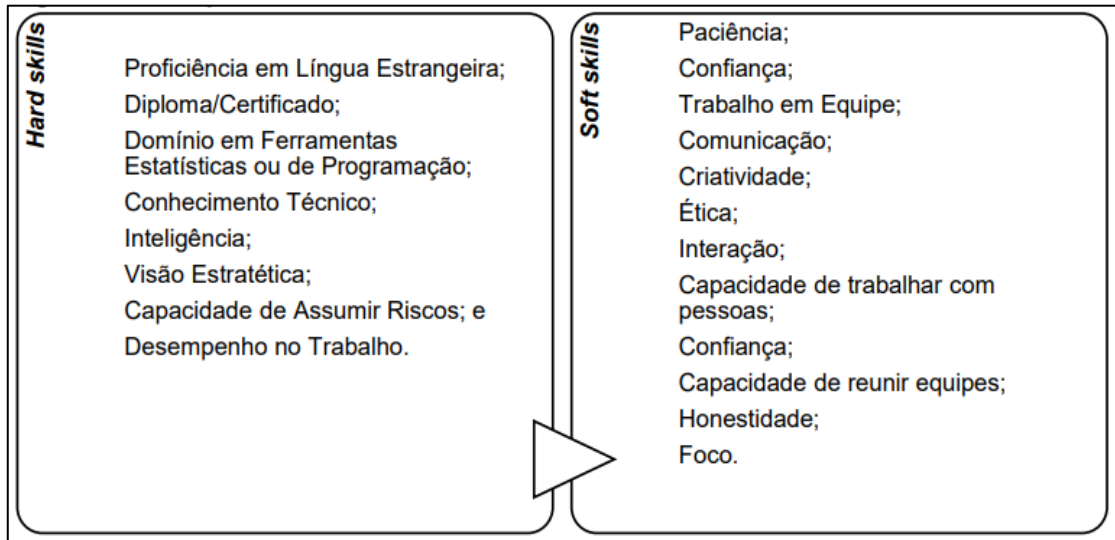 Hard skills
Proficiência em Língua Estrangeira;
Diploma/Certificado;
Domínio em Ferramentas
Estatísticas ou de Programação;
Conhecimento Técnico;
Inteligência;
Visão Estratética;
Capacidade de Assumir Riscos; e
Desempenho no Trabalho.
Soft skills
Paciência;
Confiança;
Trabalho em Equipe;
Comunicação;
Criatividade;
Ética;
Interação;
Capacidade de trabalhar com
pessoas;
Confiança;
Capacidade de reunir equipes;
Honestidade;
Foco.